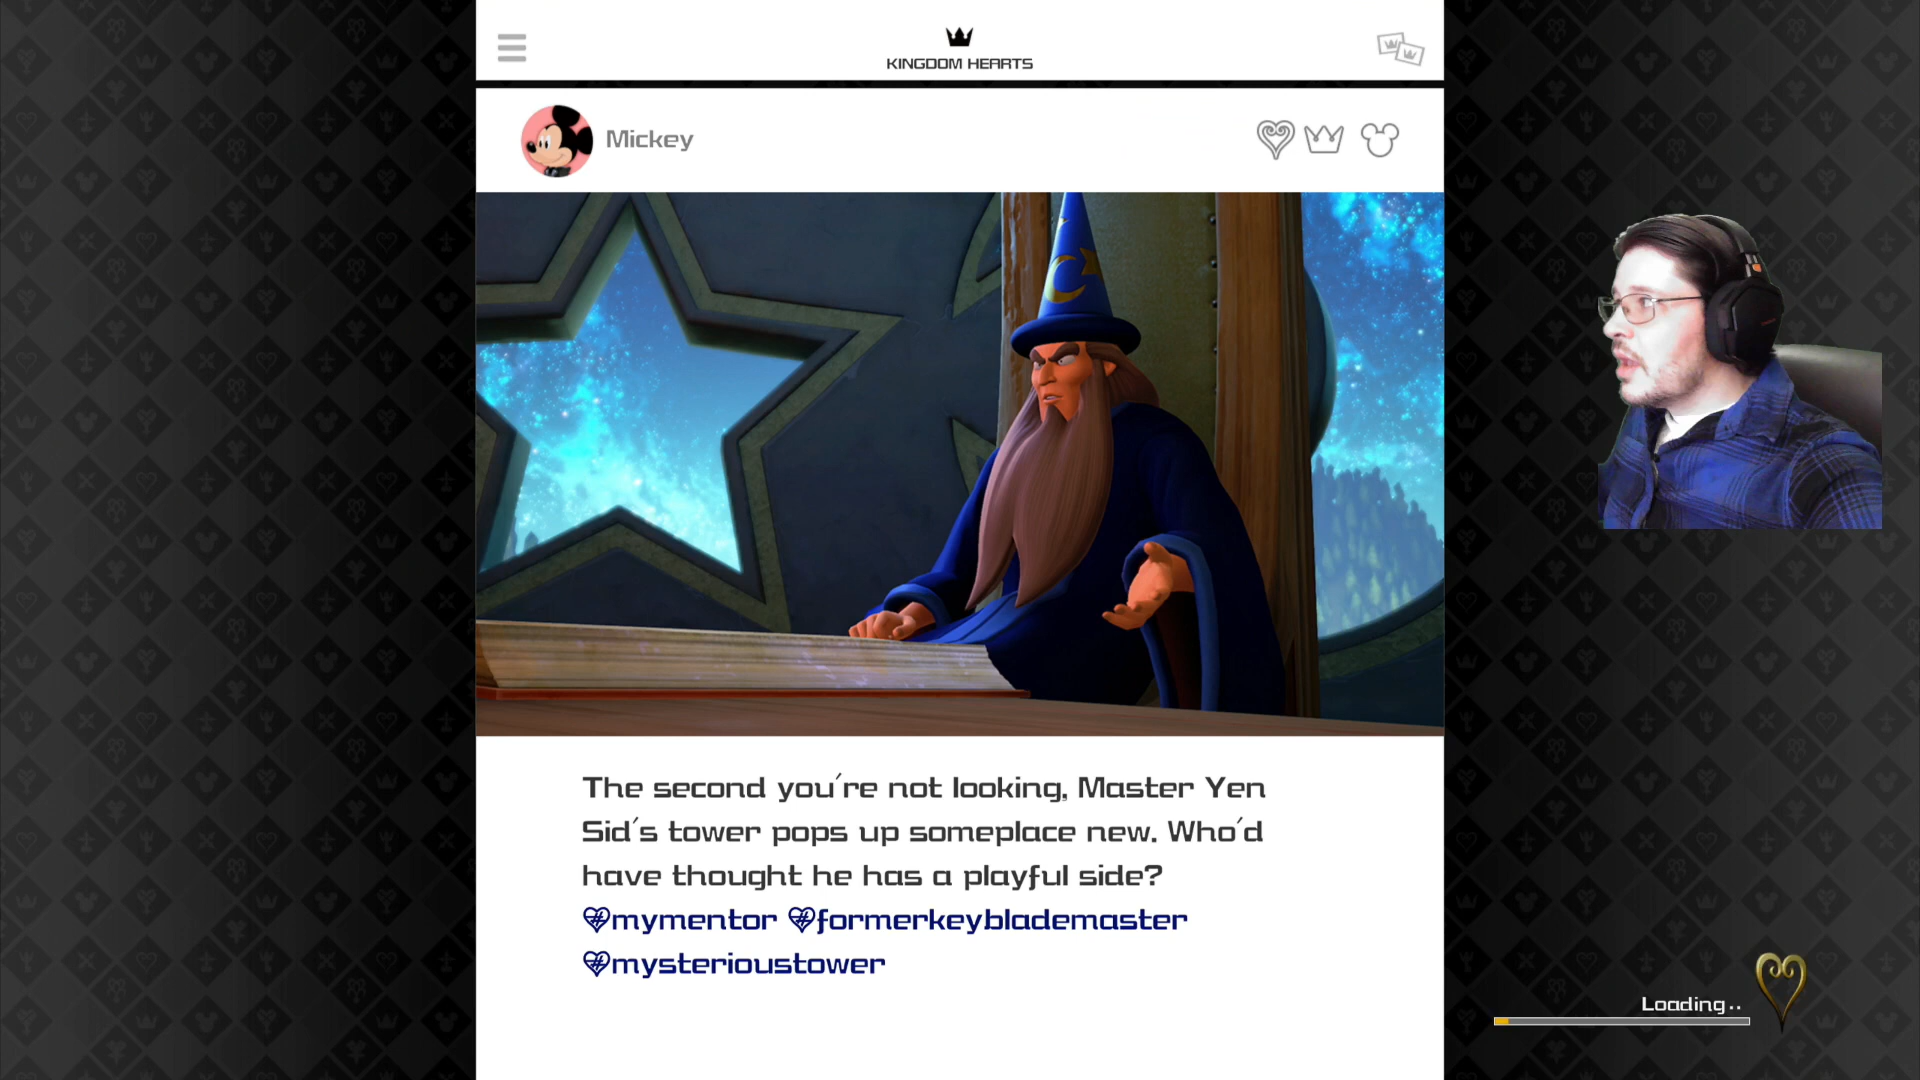 KINGDOM HEARTS
Mickey
The second you're not looking, Master Yen
Sid's tower pops up someplace new. Who'd
have thought he has a playful side?
#mymentor #formerkeyblademaster
#mysterioustower
Loading..